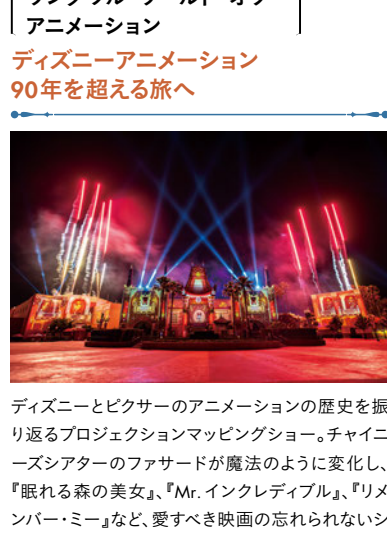 アニメーション
ディズニーアニメーション
90年を超える旅へ
ディズニーとピクサーのアニメーションの歴史を振
り返るプロジェクションマッピングショー。チャイニ
ーズシアターのファサードが魔法のように変化し、
『眠れる森の美女』、『Mr.インクレディブル』、『リメ
ンバー・ミー』など、愛すべき映画の忘れられないシ